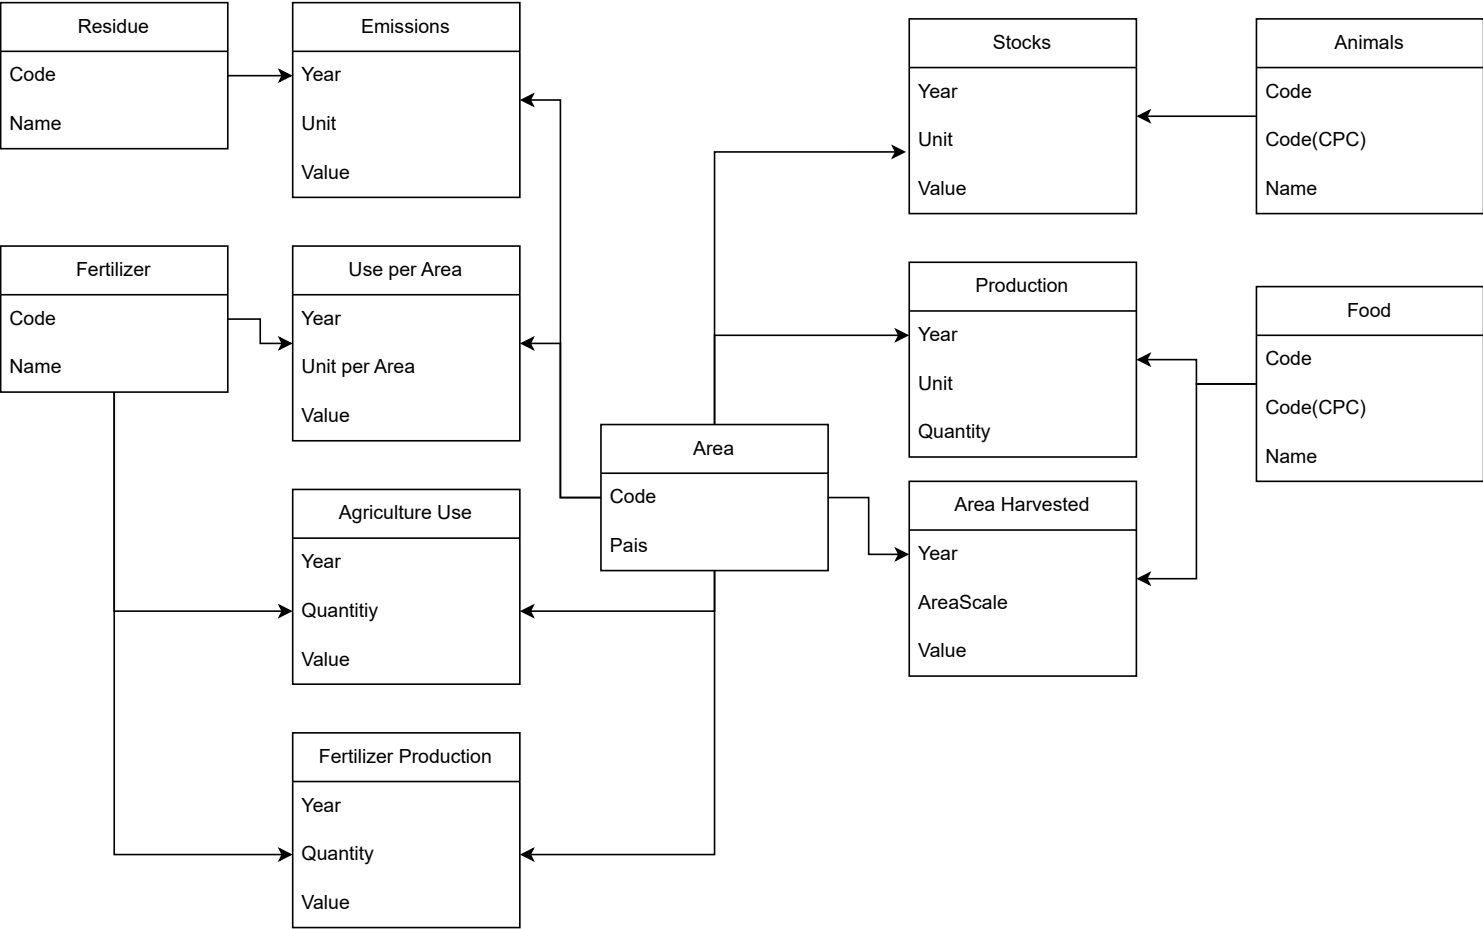 Residue
Code
Name
Emissions
Year
Unit
Value
Stocks
Year
Unit
Value
Animals
Code
Code(CPC)
Name
Fertilizer
Code
Name
Use per Area
Year
Unit per Area
Value
Production
Year
Unit
Quantity
Food
Code
Code(CPC)
Name
Area
Code
Pais
Agriculture Use
Year
Quantitiy
Value
Area Harvested
Year
AreaScale
Value
Fertilizer Production
Year
Quantity
Value